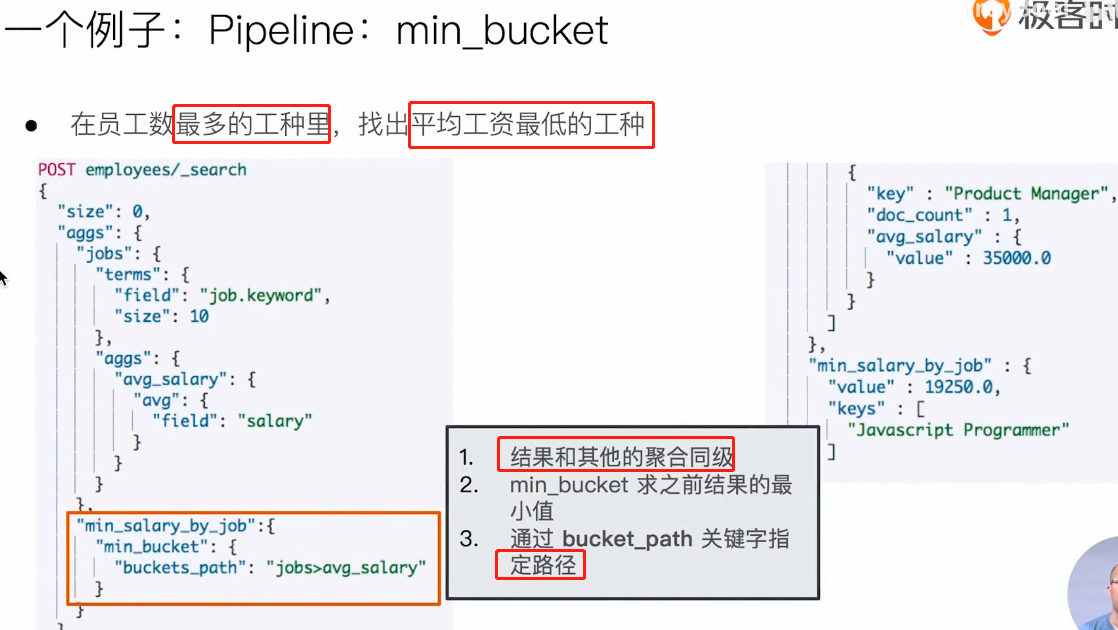 一个例子：Pipeline：min_bucket
极客时
● 在员工数最多的工种里，找出平均工资最低的工种
POST employees/_search
{
"size": 0,
"aggs": {
"jobs": {
"terms": {
"field": "job.keyword",
"size": 10
},
"aggs": {
"avg_salary": {
"avg": {
"field": "salary"
}
}
}
},
"min_salary_by_job":{
"min_bucket": {
"buckets_path": "jobs>avg_salary"
}
}
{
"key" : "Product Manager",
"doc_count" : 1,
"avg_salary" : {
"value" : 35000.0
}
}
]
},
"min_salary_by_job" : {
"value" : 19250.0,
"keys" : [
"Javascript Programmer"
]
1. 结果和其他的聚合同级
2. min_bucket 求之前结果的最
小值
3. 通过 bucket_path 关键字指
定路径